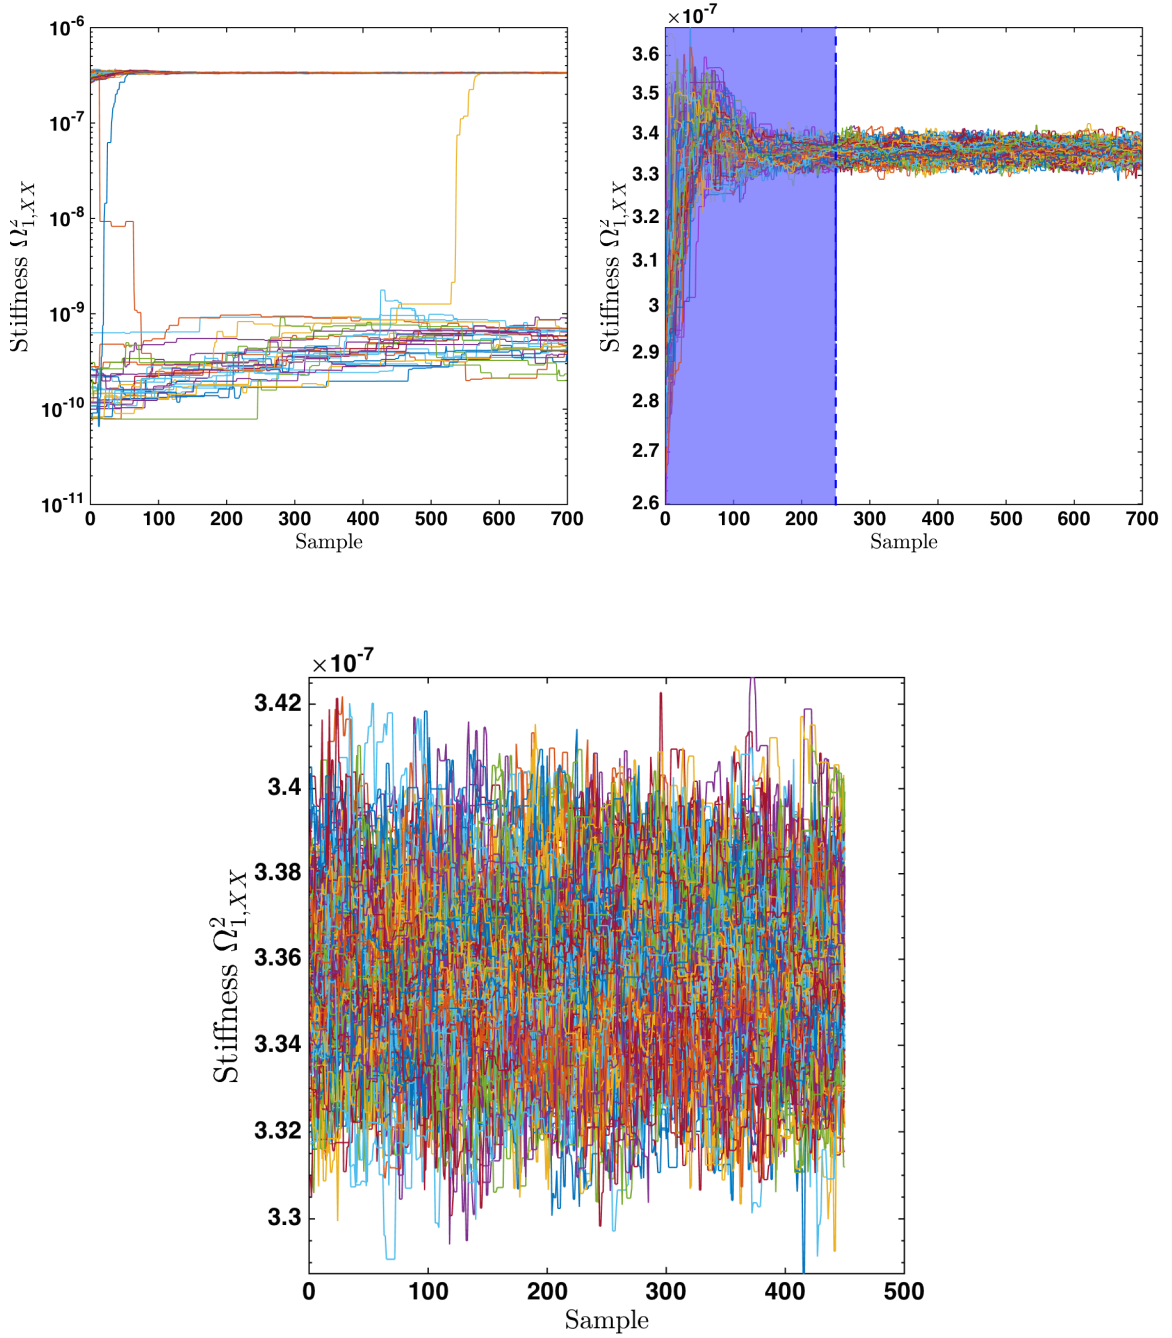 10^-6
10^-7
10^-8
10^-9
10^-10
10^-11
Stiffness Ω²₁,XX
0 100 200 300 400 500 600 700
Sample
×10^-7
3.6
3.5
3.4
3.3
3.2
3.1
3
2.9
2.8
2.7
2.6
Stiffness Ω²₁,XX
0 100 200 300 400 500 600 700
Sample
×10^-7
3.42
3.4
3.38
3.36
3.34
3.32
3.3
Stiffness Ω²₁,XX
0 100 200 300 400 500
Sample